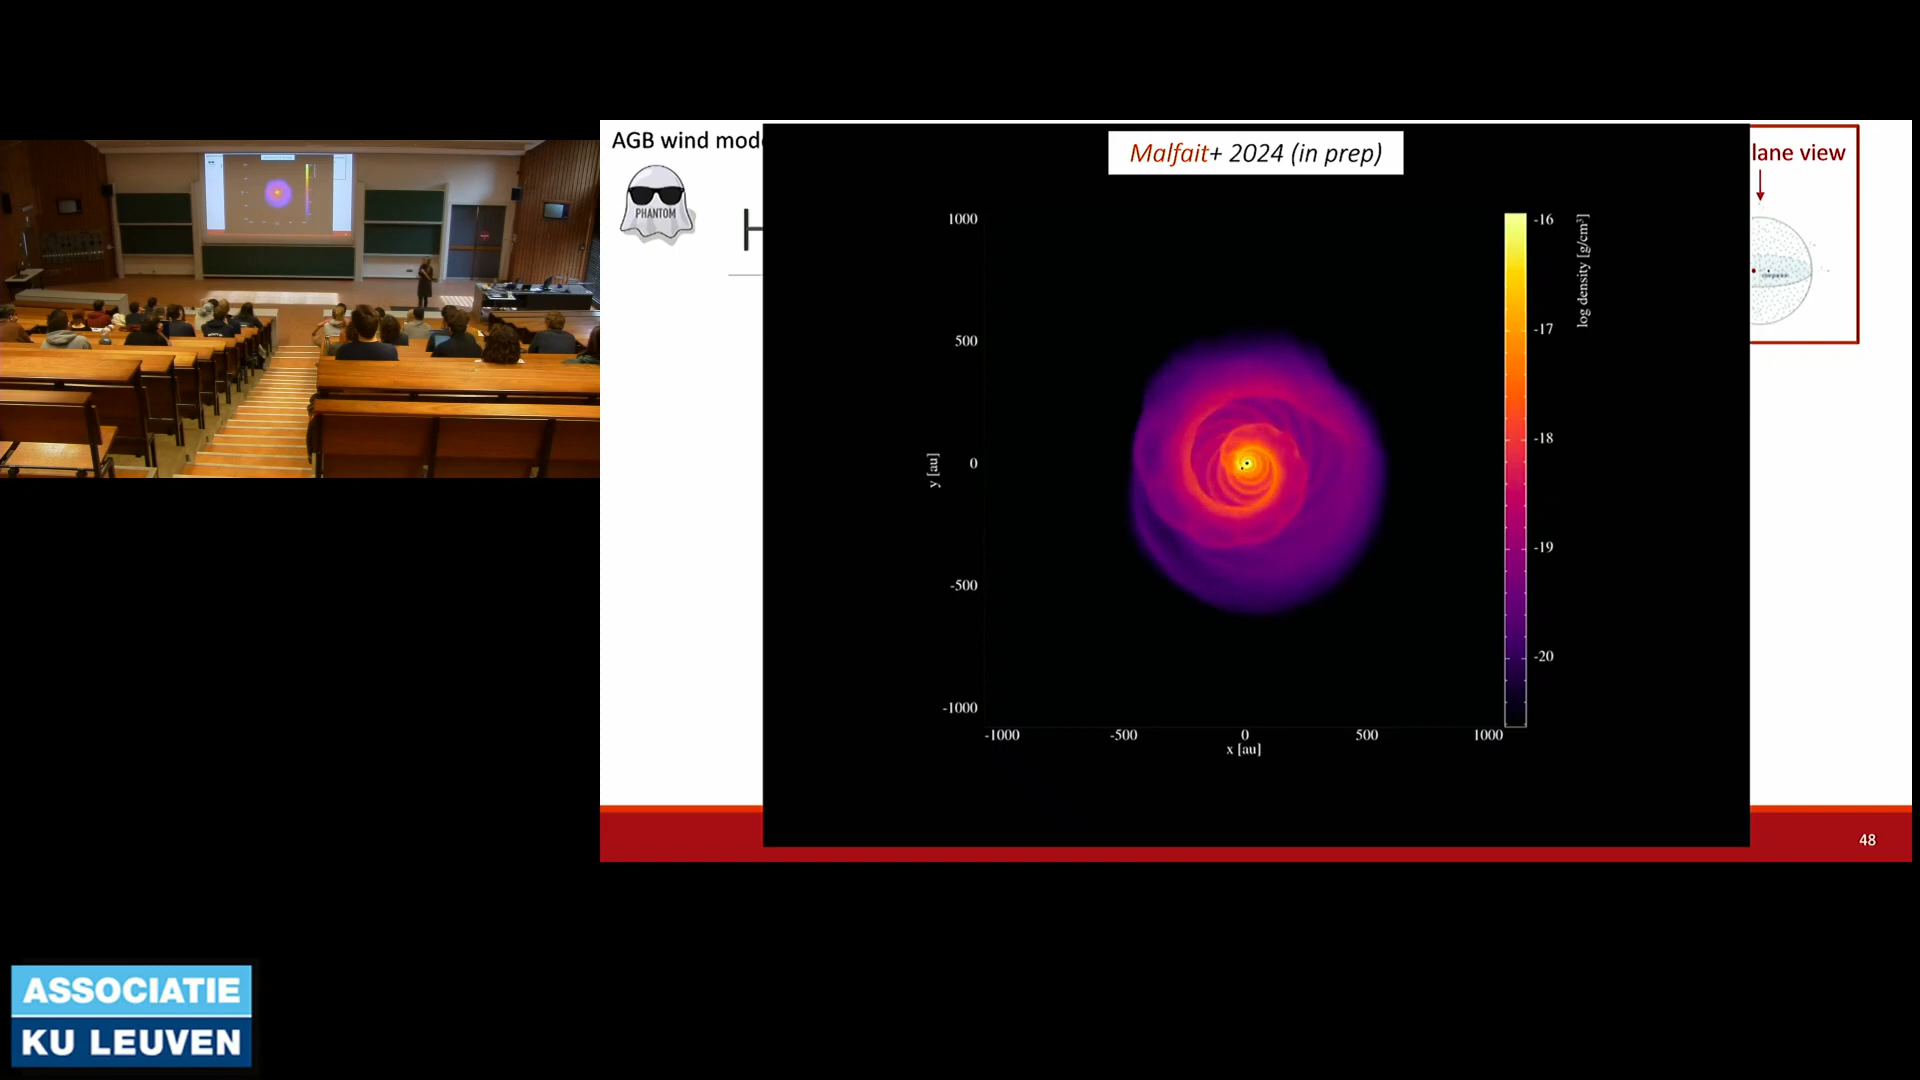 AGB wind mod
Malfait+ 2024 (in prep)
lane view
PHANTOM
H
1000
500
0
-500
-1000
y [au]
-1000
-500
0
500
1000
x [au]
-16
-17
-18
-19
-20
log density [g/cm³]
companion
48
ASSOCIATIE
KU LEUVEN